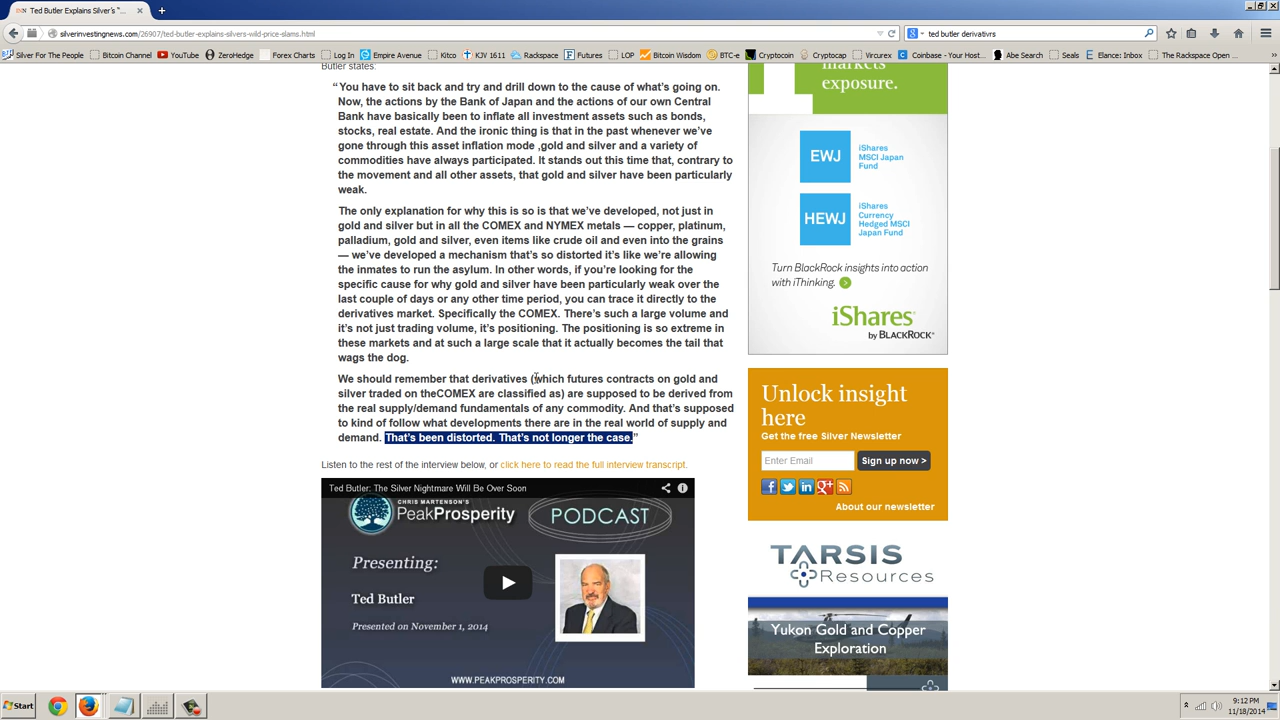 Ted Butler Explains Silver's "...
silverinvestingnews.com/26907/ted-butler-explains-silvers-wild-price-slams.html
ted butler derivativrs
Silver For The People
Bitcoin Channel
YouTube
ZeroHedge
Forex Charts
Log In
Empire Avenue
Kitco
KJV 1611
Rackspace
Futures
LOP
Bitcoin Wisdom
BTC-e
Cryptocoin
Cryptocap
Vircurex
Coinbase - Your Host...
Abe Search
Seals
Elance: Inbox
The Rackspace Open ...
Butler states:
“You have to sit back and try and drill down to the cause of what’s going on.
Now, the actions by the Bank of Japan and the actions of our own Central
Bank have basically been to inflate all investment assets such as bonds,
stocks, real estate. And the ironic thing is that in the past whenever we’ve
gone through this asset inflation mode ,gold and silver and a variety of
commodities have always participated. It stands out this time that, contrary to
the movement and all other assets, that gold and silver have been particularly
weak.
The only explanation for why this is so is that we’ve developed, not just in
gold and silver but in all the COMEX and NYMEX metals — copper, platinum,
palladium, gold and silver, even items like crude oil and even into the grains
— we’ve developed a mechanism that’s so distorted it’s like we’re allowing
the inmates to run the asylum. In other words, if you’re looking for the
specific cause for why gold and silver have been particularly weak over the
last couple of days or any other time period, you can trace it directly to the
derivatives market. Specifically the COMEX. There’s such a large volume and
it’s not just trading volume, it’s positioning. The positioning is so extreme in
these markets and at such a large scale that it actually becomes the tail that
wags the dog.
We should remember that derivatives (which futures contracts on gold and
silver traded on theCOMEX are classified as) are supposed to be derived from
the real supply/demand fundamentals of any commodity. And that’s supposed
to kind of follow what developments there are in the real world of supply and
demand. That’s been distorted. That’s not longer the case.”
Listen to the rest of the interview below, or click here to read the full interview transcript.
Ted Butler: The Silver Nightmare Will Be Over Soon
CHRIS MARTENSON'S
PeakProsperity
PODCAST
Presenting:
Ted Butler
Presented on November 1, 2014
WWW.PEAKPROSPERITY.COM
markets
exposure.
EWJ
iShares
MSCI Japan
Fund
HEWJ
iShares
Currency
Hedged MSCI
Japan Fund
Turn BlackRock insights into action
with iThinking.
iShares®
by BLACKROCK®
Unlock insight
here
Get the free Silver Newsletter
Enter Email
Sign up now >
About our newsletter
TARSIS
Resources
Yukon Gold and Copper
Exploration
Start
9:12 PM
11/18/2014